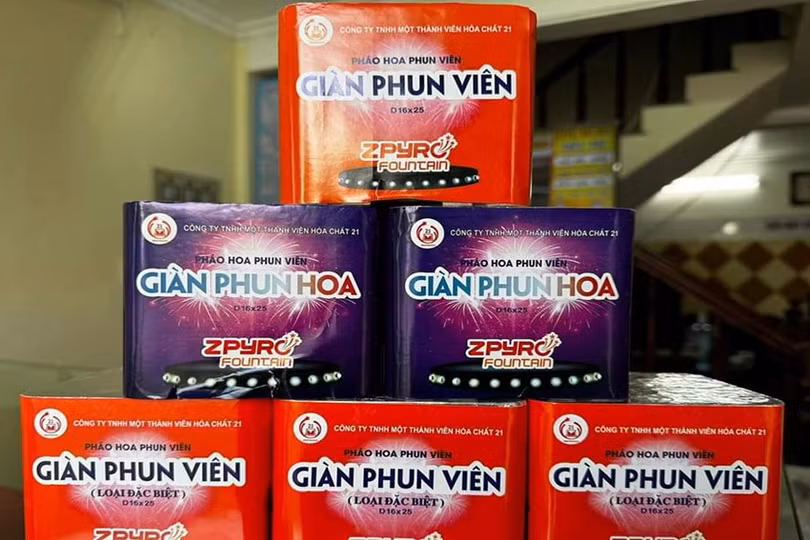 CÔNG TY TNHH MỘT THÀNH VIÊN HÓA CHẤT 21
PHÁO HOA PHUN VIÊN
GIÀN PHUN VIÊN
D16x25
ZPYRO
FOUNTAIN
CÔNG TY TNHH MỘT THÀNH VIÊN HÓA CHẤT 21
PHÁO HOA PHUN VIÊN
GIÀN PHUN HOA
D16x25
ZPYRO
FOUNTAIN
CÔNG TY TNHH MỘT THÀNH VIÊN HÓA CHẤT 21
PHÁO HOA PHUN VIÊN
GIÀN PHUN HOA
D16x25
ZPYRO
FOUNTAIN
CÔNG TY TNHH MỘT THÀNH VIÊN HÓA CHẤT 21
PHÁO HOA PHUN VIÊN
GIÀN PHUN VIÊN
(LOẠI ĐẶC BIỆT)
D16x25
ZPYRO
CÔNG TY TNHH MỘT THÀNH VIÊN HÓA CHẤT 21
PHÁO HOA PHUN VIÊN
GIÀN PHUN VIÊN
(LOẠI ĐẶC BIỆT)
D16x25
ZPYRO
CÔNG TY TNHH MỘT THÀNH VIÊN HÓA CHẤT 21
PHÁO HOA PHUN VIÊN
GIÀN PHUN VIÊN
(LOẠI ĐẶC BIỆT)
D16x25
ZPYRO